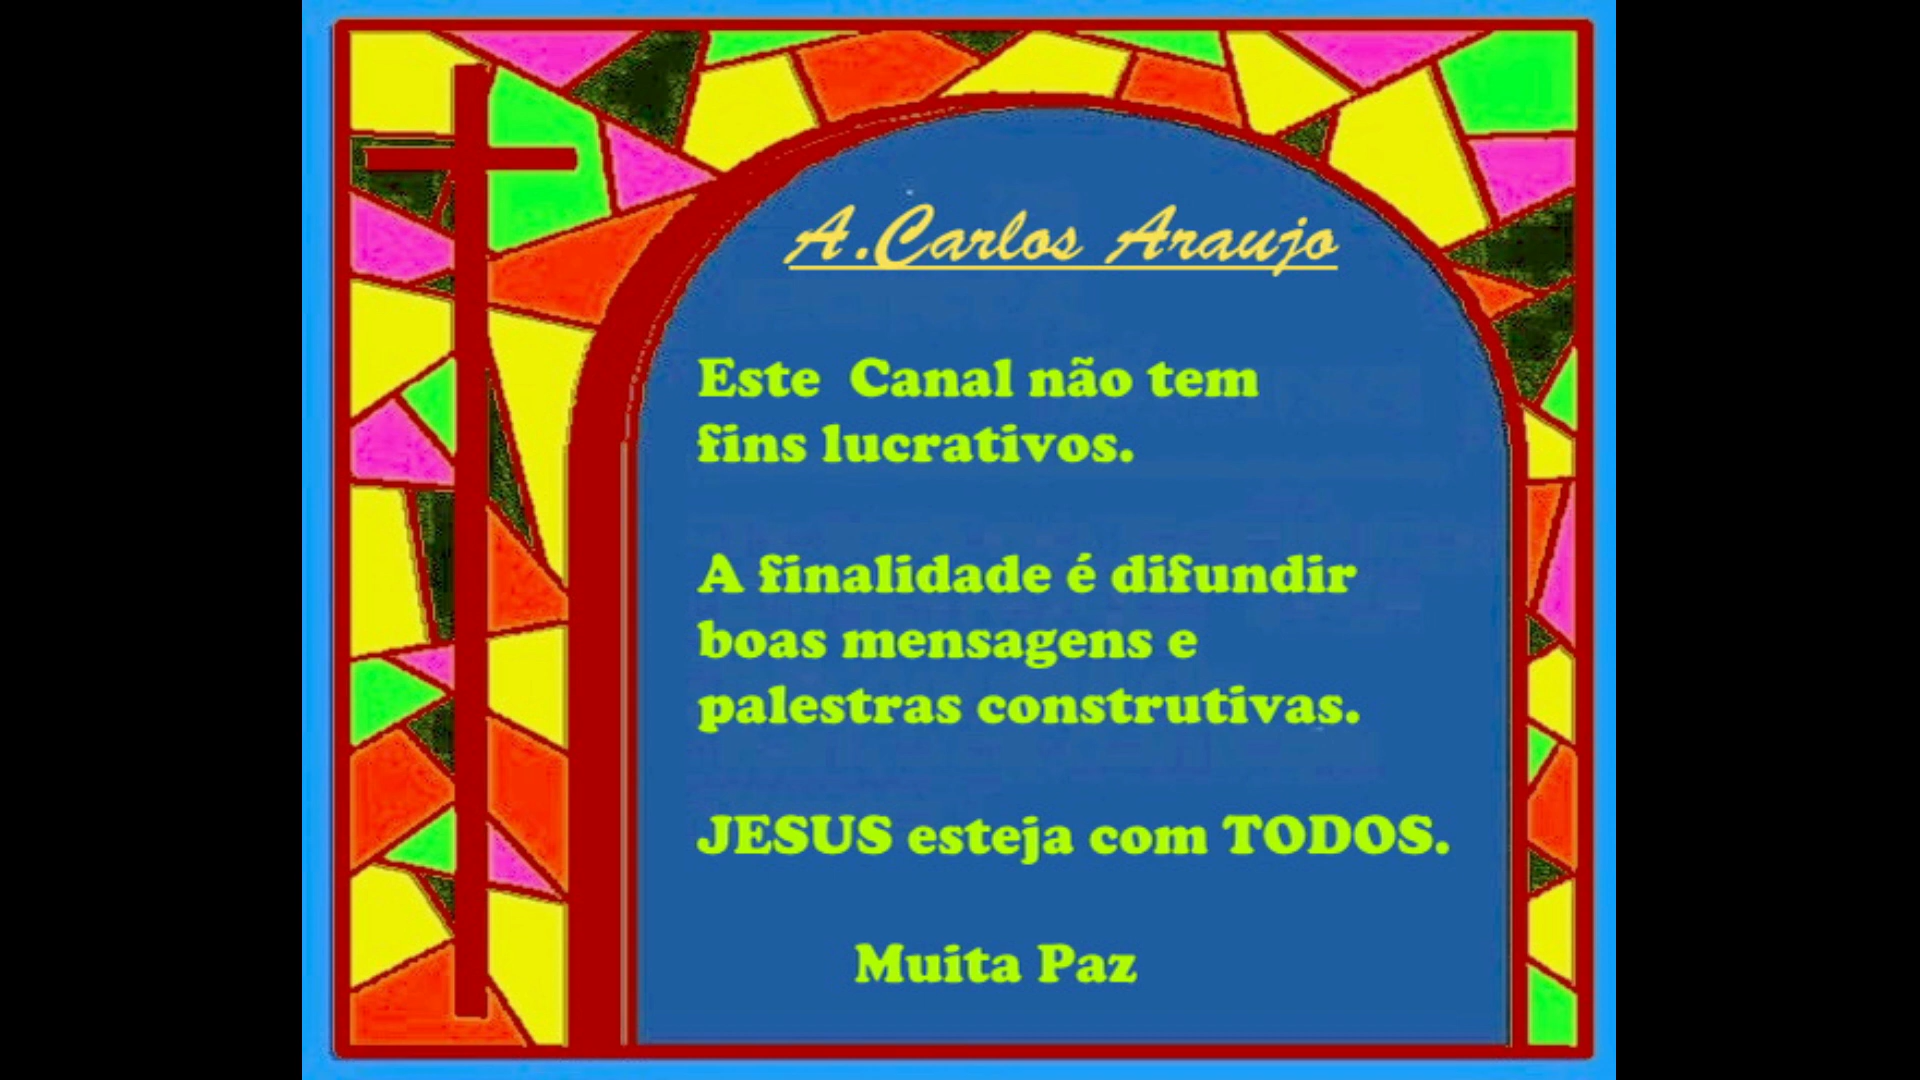 A.Carlos Araujo
Este Canal não tem
fins lucrativos.
A finalidade é difundir
boas mensagens e
palestras construtivas.
JESUS esteja com TODOS.
Muita Paz